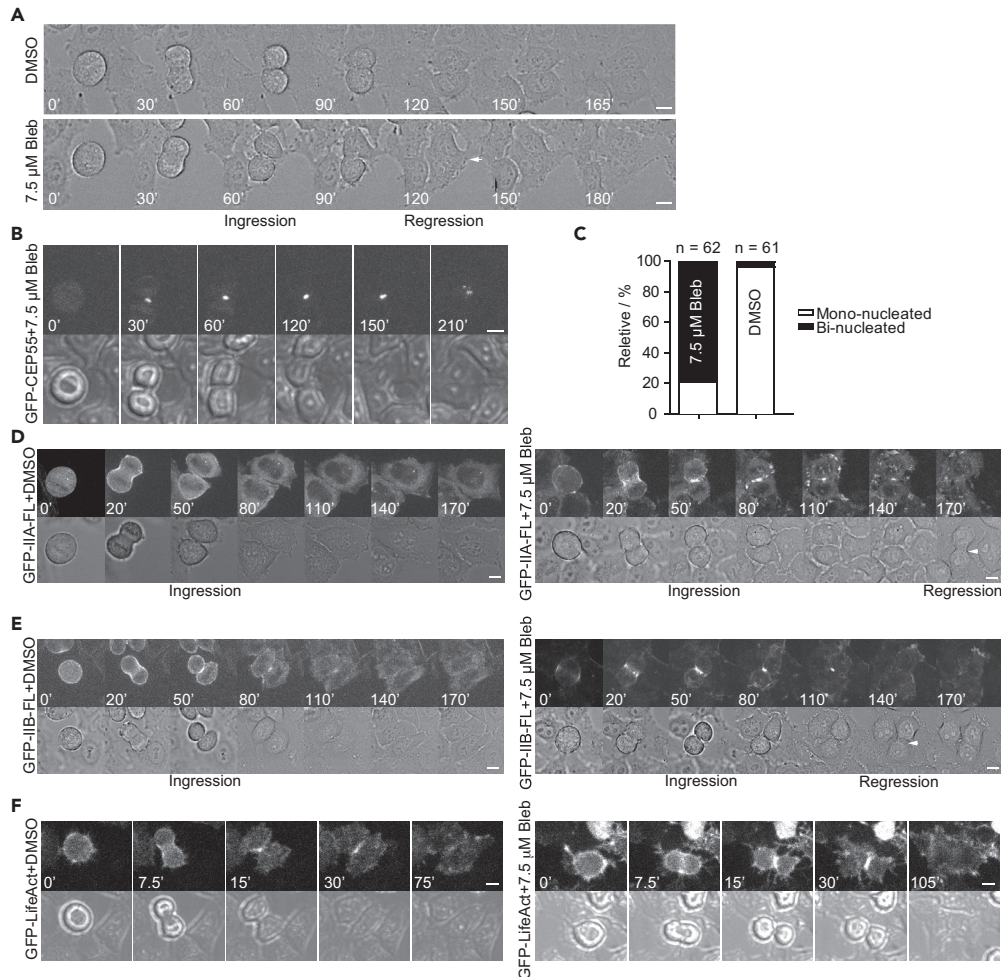 A
DMSO
0' 30' 60' 90' 120 150' 165'
7.5 µM Bleb
0' 30' 60' 90' 120' 150' 180'
Ingression Regression
B
GFP-CEP55+7.5 µM Bleb
0' 30' 60' 120' 150' 210'
C
n = 62 n = 61
Reletive / %
100
80
60
40
20
0
7.5 µM Bleb
DMSO
Mono-nucleated
Bi-nucleated
D
GFP-IIA-FL+DMSO
0' 20' 50' 80' 110' 140' 170'
Ingression
GFP-IIA-FL+7.5 µM Bleb
0' 20' 50' 80' 110' 140' 170'
Ingression Regression
E
GFP-IIB-FL+DMSO
0' 20' 50' 80' 110' 140' 170'
Ingression
GFP-IIB-FL+7.5 µM Bleb
0' 20' 50' 80' 110' 140' 170'
Ingression Regression
F
GFP-LifeAct+DMSO
0' 7.5' 15' 30' 75'
GFP-LifeAct+7.5 µM Bleb
0' 7.5' 15' 30' 105'